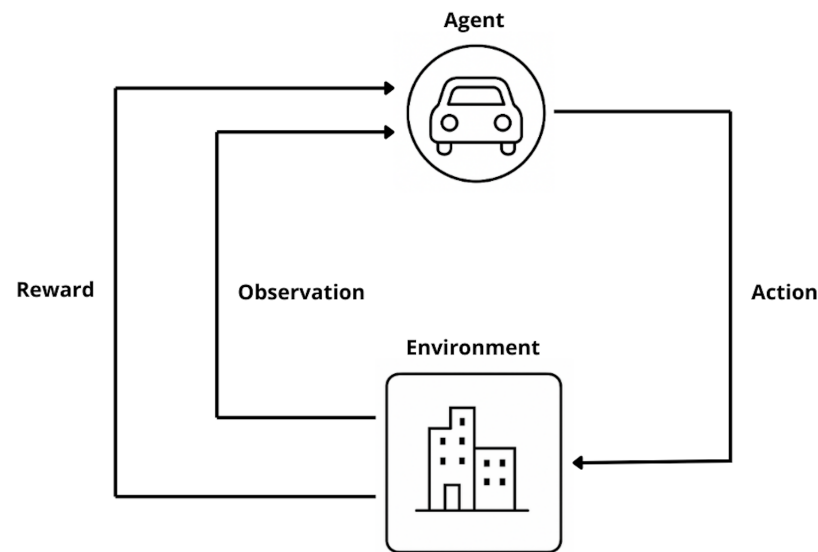 Agent
Reward
Observation
Action
Environment